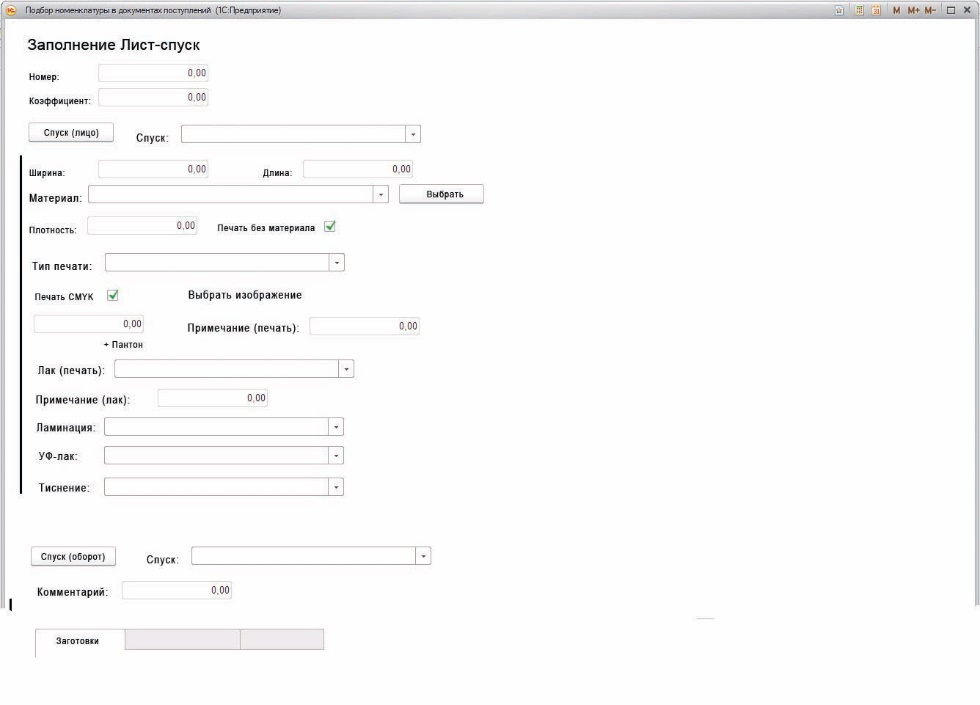 Подбор номенклатуры в документах поступлений (1С:Предприятие) M M+ M-
Заполнение Лист-спуск
Номер: 0,00
Коэффициент: 0,00
Спуск (лицо) Спуск:
Ширина: 0,00 Длина: 0,00
Материал: Выбрать
Плотность: 0,00 Печать без материала
Тип печати:
Печать CMYK Выбрать изображение
0,00 Примечание (печать): 0,00
+ Пантон
Лак (печать):
Примечание (лак): 0,00
Ламинация:
УФ-лак:
Тиснение:
Спуск (оборот) Спуск:
Комментарий: 0,00
Заготовки